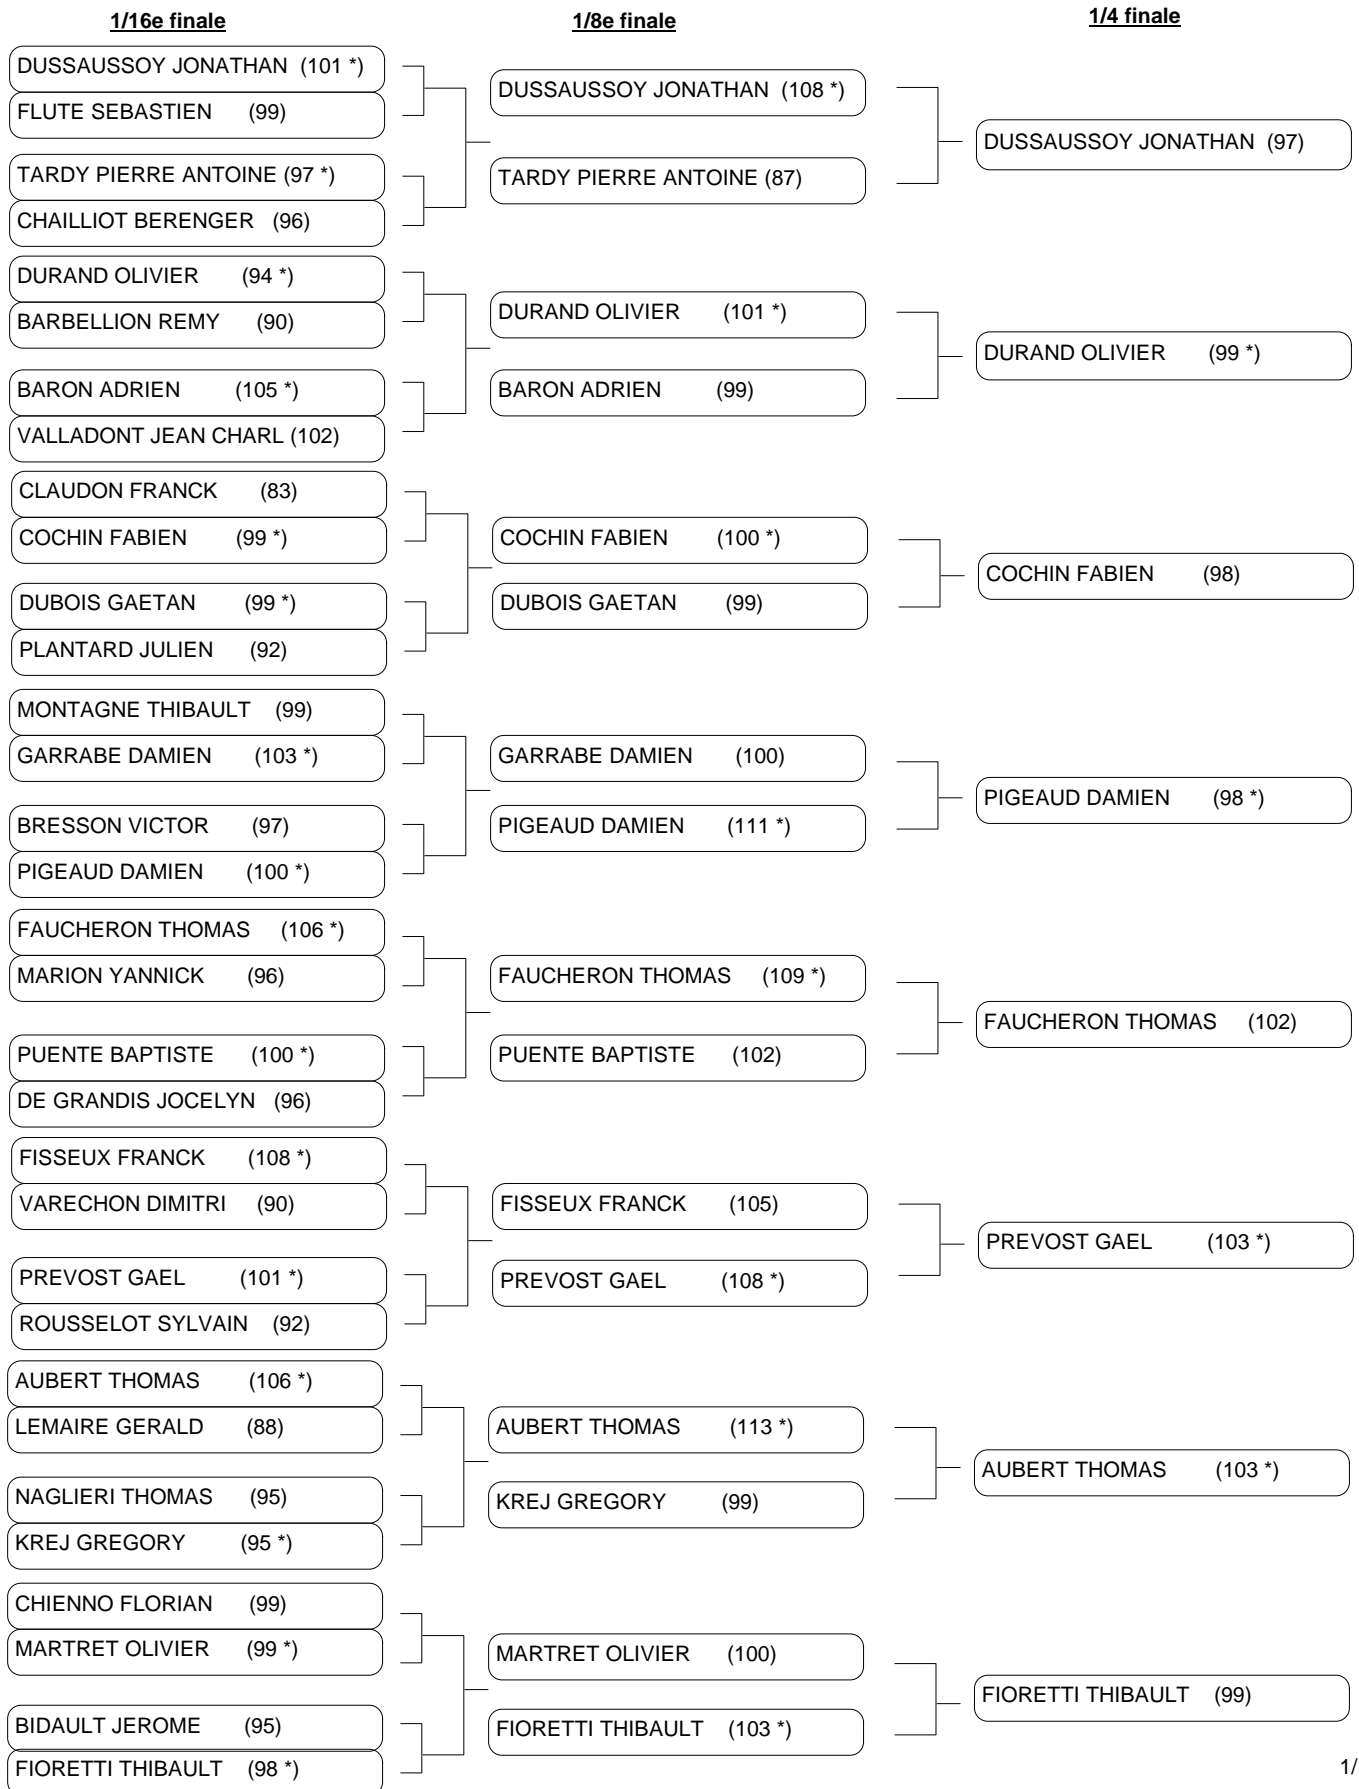 1/16e finale
DUSSAUSSOY JONATHAN (101 *)
FLUTE SEBASTIEN (99)
TARDY PIERRE ANTOINE (97 *)
CHAILLIOT BERENGER (96)
DURAND OLIVIER (94 *)
BARBELLION REMY (90)
BARON ADRIEN (105 *)
VALLADONT JEAN CHARL (102)
CLAUDON FRANCK (83)
COCHIN FABIEN (99 *)
DUBOIS GAETAN (99 *)
PLANTARD JULIEN (92)
MONTAGNE THIBAULT (99)
GARRABE DAMIEN (103 *)
BRESSON VICTOR (97)
PIGEAUD DAMIEN (100 *)
FAUCHERON THOMAS (106 *)
MARION YANNICK (96)
PUENTE BAPTISTE (100 *)
DE GRANDIS JOCELYN (96)
FISSEUX FRANCK (108 *)
VARECHON DIMITRI (90)
PREVOST GAEL (101 *)
ROUSSELOT SYLVAIN (92)
AUBERT THOMAS (106 *)
LEMAIRE GERALD (88)
NAGLIERI THOMAS (95)
KREJ GREGORY (95 *)
CHIENNO FLORIAN (99)
MARTRET OLIVIER (99 *)
BIDAULT JEROME (95)
FIORETTI THIBAULT (98 *)
1/8e finale
DUSSAUSSOY JONATHAN (108 *)
TARDY PIERRE ANTOINE (87)
DURAND OLIVIER (101 *)
BARON ADRIEN (99)
COCHIN FABIEN (100 *)
DUBOIS GAETAN (99)
GARRABE DAMIEN (100)
PIGEAUD DAMIEN (111 *)
FAUCHERON THOMAS (109 *)
PUENTE BAPTISTE (102)
FISSEUX FRANCK (105)
PREVOST GAEL (108 *)
AUBERT THOMAS (113 *)
KREJ GREGORY (99)
MARTRET OLIVIER (100)
FIORETTI THIBAULT (103 *)
1/4 finale
DUSSAUSSOY JONATHAN (97)
DURAND OLIVIER (99 *)
COCHIN FABIEN (98)
PIGEAUD DAMIEN (98 *)
FAUCHERON THOMAS (102)
PREVOST GAEL (103 *)
AUBERT THOMAS (103 *)
FIORETTI THIBAULT (99)
1/